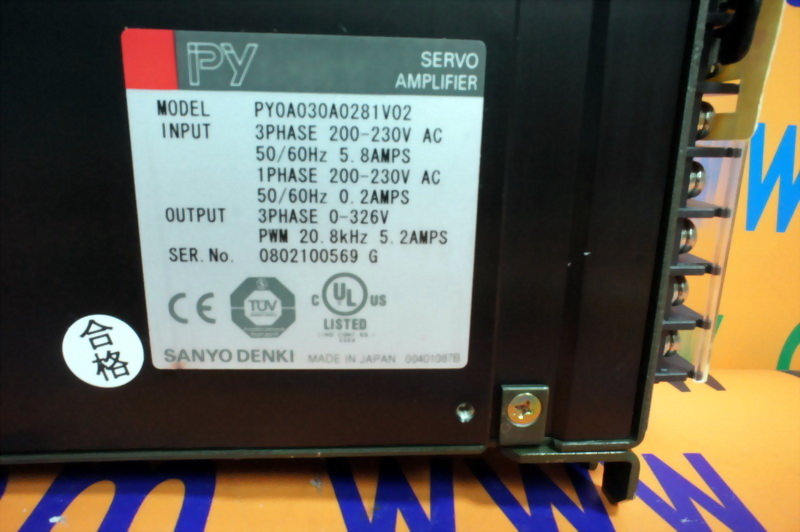 PY
SERVO
AMPLIFIER
MODEL PY0A030A0281V02
INPUT 3PHASE 200-230V AC
50/60Hz 5.8AMPS
1PHASE 200-230V AC
50/60Hz 0.2AMPS
OUTPUT 3PHASE 0-326V
PWM 20.8kHz 5.2AMPS
SER.No. 0802100569 G
CE
TÜV
C UL US
LISTED
SANYO DENKI MADE IN JAPAN 00401087B
合格
www